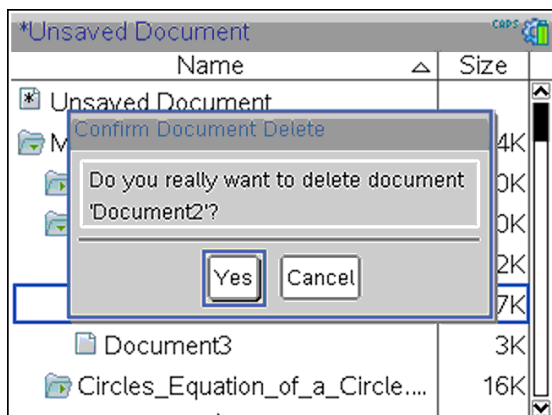 *Unsaved Document
CAPS
Name Size
Unsaved Document
Confirm Document Delete
M 4K
Do you really want to delete document 0K
'Document2'? 0K
2K
Yes Cancel
7K
Document3 3K
Circles_Equation_of_a_Circle.... 16K